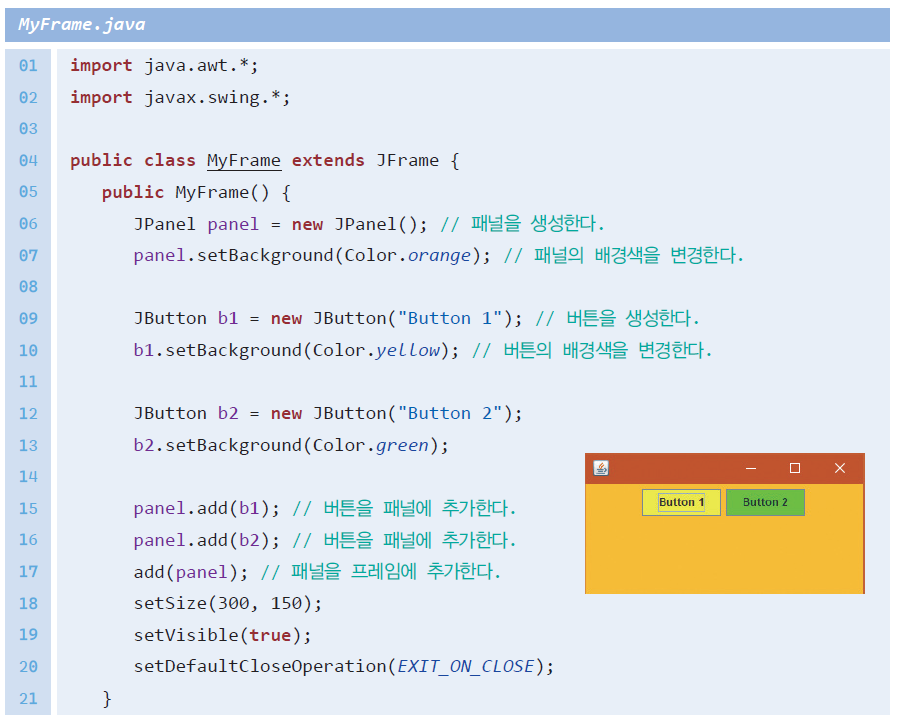 MyFrame.java
01 import java.awt.*;
02 import javax.swing.*;
03
04 public class MyFrame extends JFrame {
05 public MyFrame() {
06 JPanel panel = new JPanel(); // 패널을 생성한다.
07 panel.setBackground(Color.orange); // 패널의 배경색을 변경한다.
08
09 JButton b1 = new JButton("Button 1"); // 버튼을 생성한다.
10 b1.setBackground(Color.yellow); // 버튼의 배경색을 변경한다.
11
12 JButton b2 = new JButton("Button 2");
13 b2.setBackground(Color.green);
14
15 panel.add(b1); // 버튼을 패널에 추가한다.
16 panel.add(b2); // 버튼을 패널에 추가한다.
17 add(panel); // 패널을 프레임에 추가한다.
18 setSize(300, 150);
19 setVisible(true);
20 setDefaultCloseOperation(EXIT_ON_CLOSE);
21 }
Button 1 Button 2